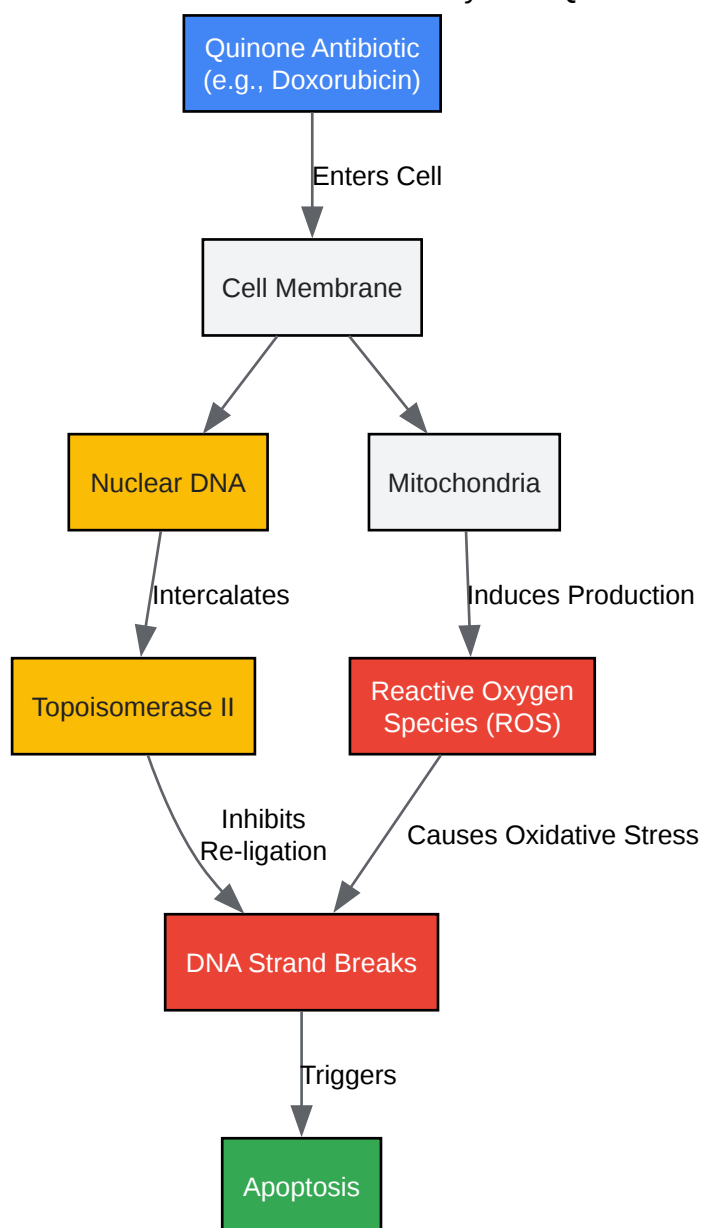 Quinone Antibiotic
(e.g., Doxorubicin)
Enters Cell
Cell Membrane
Nuclear DNA
Mitochondria
Intercalates
Induces Production
Topoisomerase II
Reactive Oxygen
Species (ROS)
Inhibits
Re-ligation
Causes Oxidative Stress
DNA Strand Breaks
Triggers
Apoptosis